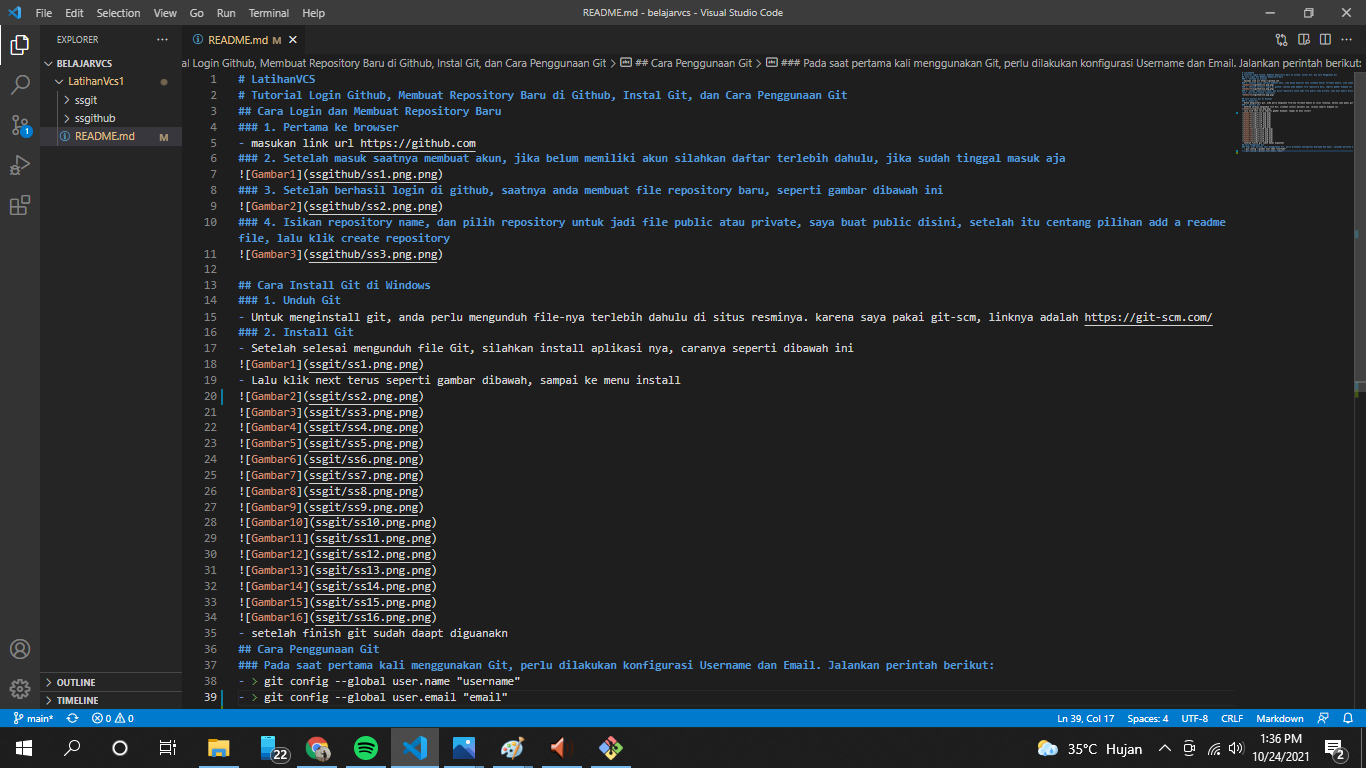 File Edit Selection View Go Run Terminal Help
README.md - belajarvcs - Visual Studio Code
EXPLORER
BELAJARVCS
LatihanVcs1
ssgit
ssgithub
README.md M
OUTLINE
TIMELINE
README.md M
al Login Github, Membuat Repository Baru di Github, Instal Git, dan Cara Penggunaan Git > ## Cara Penggunaan Git > ### Pada saat pertama kali menggunakan Git, perlu dilakukan konfigurasi Username dan Email. Jalankan perintah berikut:
1 # LatihanVCS
2 # Tutorial Login Github, Membuat Repository Baru di Github, Instal Git, dan Cara Penggunaan Git
3 ## Cara Login dan Membuat Repository Baru
4 ### 1. Pertama ke browser
5 - masukan link url https://github.com
6 ### 2. Setelah masuk saatnya membuat akun, jika belum memiliki akun silahkan daftar terlebih dahulu, jika sudah tinggal masuk aja
7 ![Gambar1](ssgithub/ss1.png.png)
8 ### 3. Setelah berhasil login di github, saatnya anda membuat file repository baru, seperti gambar dibawah ini
9 ![Gambar2](ssgithub/ss2.png.png)
10 ### 4. Isikan repository name, dan pilih repository untuk jadi file public atau private, saya buat public disini, setelah itu centang pilihan add a readme
file, lalu klik create repository
11 ![Gambar3](ssgithub/ss3.png.png)
12
13 ## Cara Install Git di Windows
14 ### 1. Unduh Git
15 - Untuk menginstall git, anda perlu mengunduh file-nya terlebih dahulu di situs resminya. karena saya pakai git-scm, linknya adalah https://git-scm.com/
16 ### 2. Install Git
17 - Setelah selesai mengunduh file Git, silahkan install aplikasi nya, caranya seperti dibawah ini
18 ![Gambar1](ssgit/ss1.png.png)
19 - Lalu klik next terus seperti gambar dibawah, sampai ke menu install
20 ![Gambar2](ssgit/ss2.png.png)
21 ![Gambar3](ssgit/ss3.png.png)
22 ![Gambar4](ssgit/ss4.png.png)
23 ![Gambar5](ssgit/ss5.png.png)
24 ![Gambar6](ssgit/ss6.png.png)
25 ![Gambar7](ssgit/ss7.png.png)
26 ![Gambar8](ssgit/ss8.png.png)
27 ![Gambar9](ssgit/ss9.png.png)
28 ![Gambar10](ssgit/ss10.png.png)
29 ![Gambar11](ssgit/ss11.png.png)
30 ![Gambar12](ssgit/ss12.png.png)
31 ![Gambar13](ssgit/ss13.png.png)
32 ![Gambar14](ssgit/ss14.png.png)
33 ![Gambar15](ssgit/ss15.png.png)
34 ![Gambar16](ssgit/ss16.png.png)
35 - setelah finish git sudah daapt diguanakn
36 ## Cara Penggunaan Git
37 ### Pada saat pertama kali menggunakan Git, perlu dilakukan konfigurasi Username dan Email. Jalankan perintah berikut:
38 - > git config --global user.name "username"
39 - > git config --global user.email "email"
1
main* 0 0
Ln 39, Col 17 Spaces: 4 UTF-8 CRLF Markdown
22
35°C Hujan
1:36 PM
10/24/2021
2